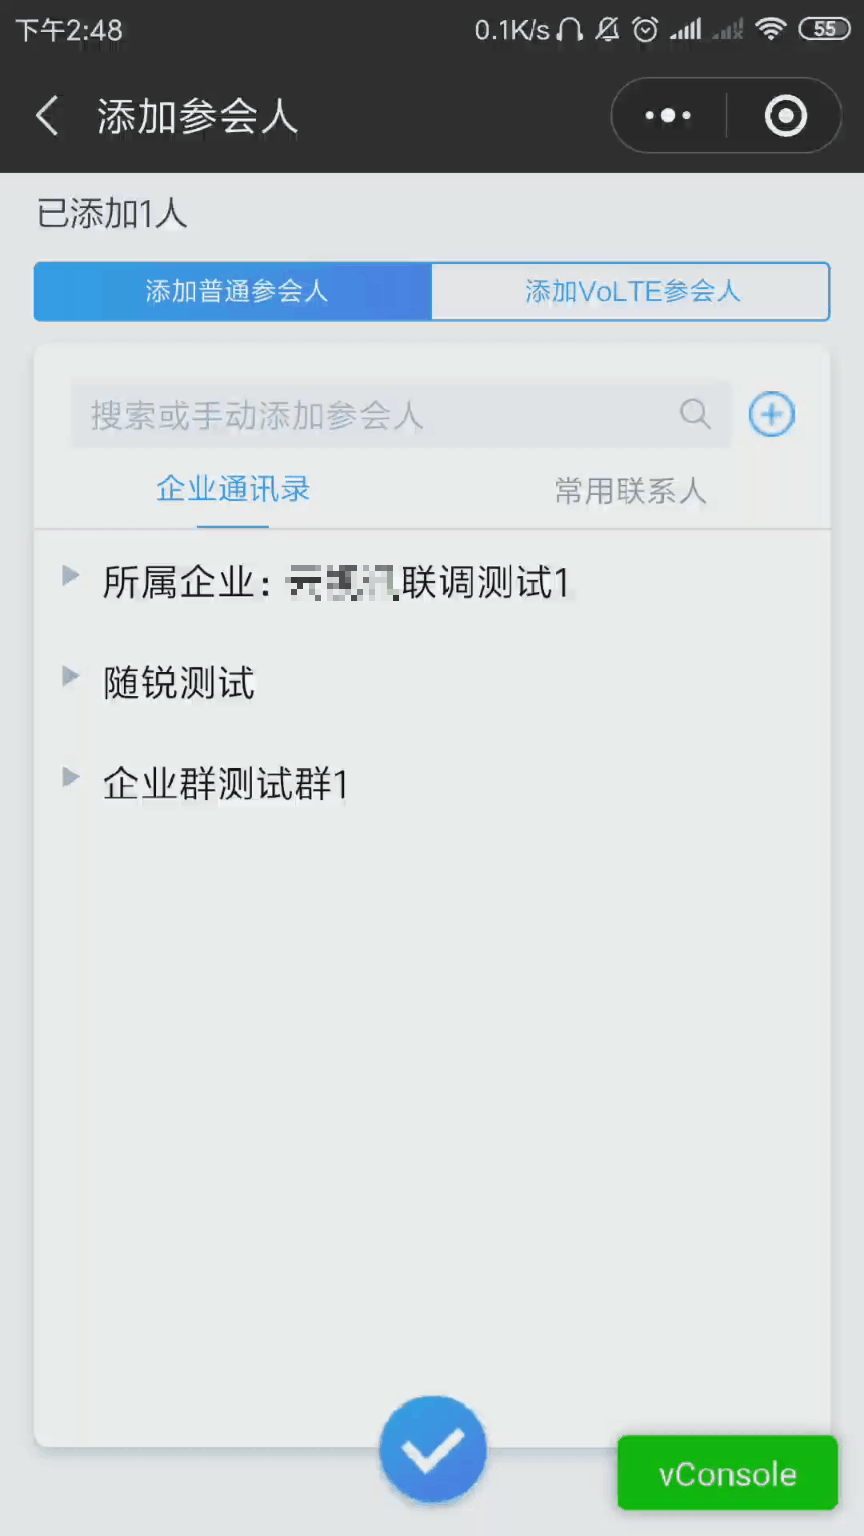 下午2:48 0.1K/s 55
添加参会人
已添加1人
添加普通参会人 添加VoLTE参会人
搜索或手动添加参会人
企业通讯录 常用联系人
所属企业：联调测试1
随锐测试
企业群测试群1
vConsole